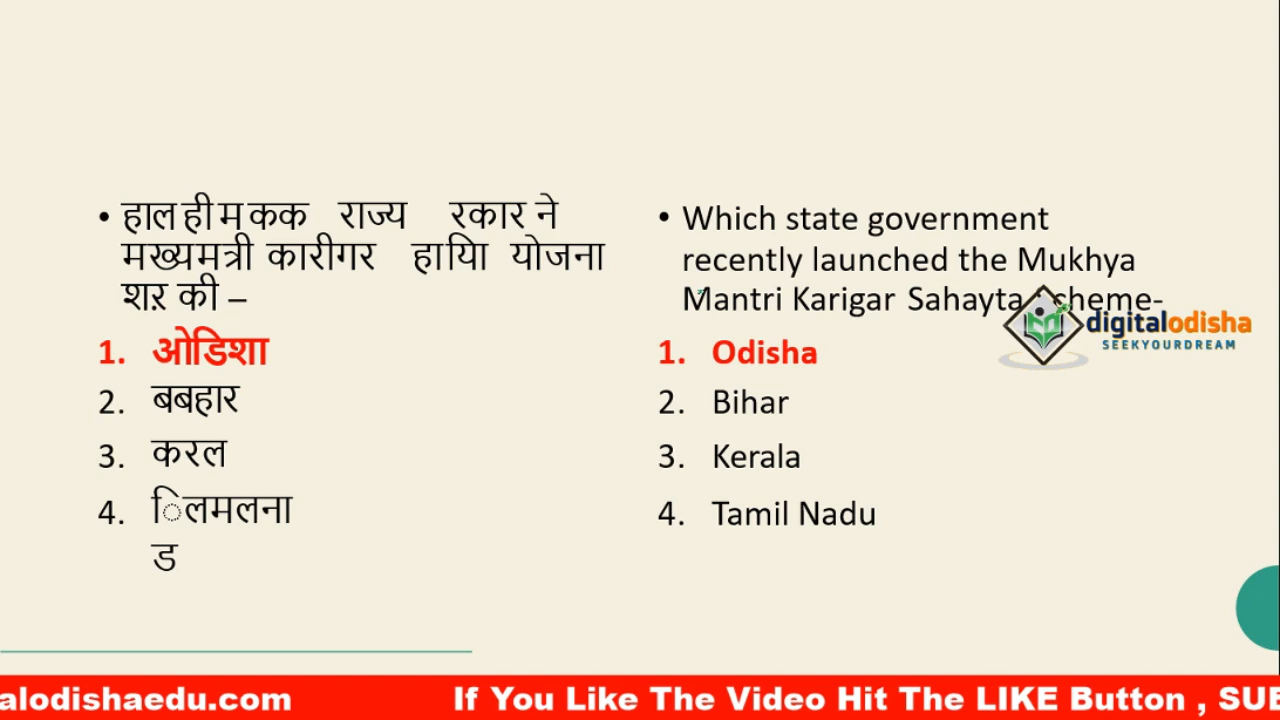 • हाल ही म कक राज्य रकार ने
मख्यमत्री कारीगर हायिा योजना
शऱ की –
1. ओडिशा
2. बबहार
3. करल
4. िलमलना
ड
• Which state government
recently launched the Mukhya
Mantri Karigar Sahayta cheme-
1. Odisha
2. Bihar
3. Kerala
4. Tamil Nadu
digitalodisha
SEEKYOURDREAM
alodishaedu.com If You Like The Video Hit The LIKE Button , SUE